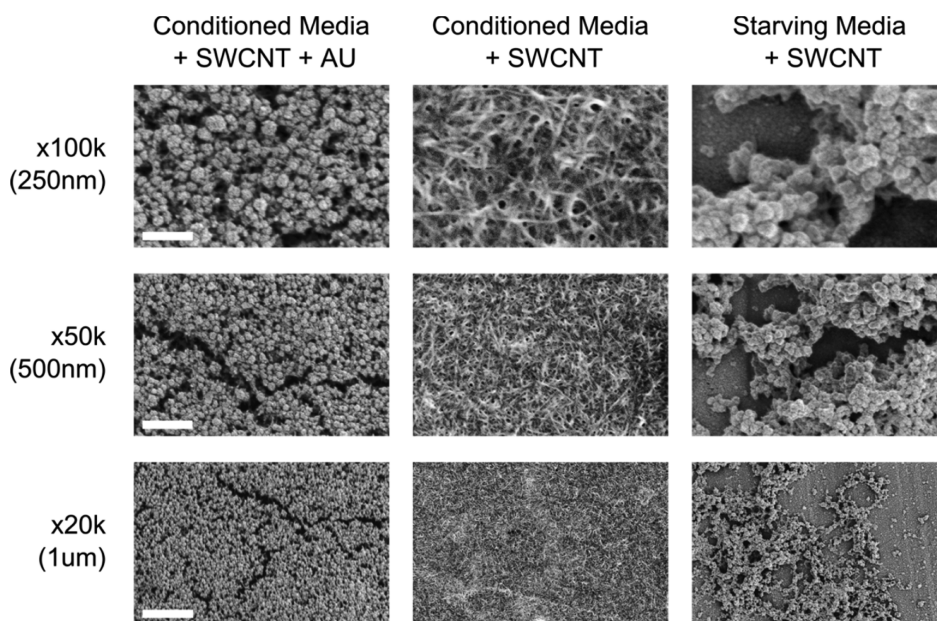 Conditioned Media
+ SWCNT + AU
Conditioned Media
+ SWCNT
Starving Media
+ SWCNT
x100k
(250nm)
x50k
(500nm)
x20k
(1um)